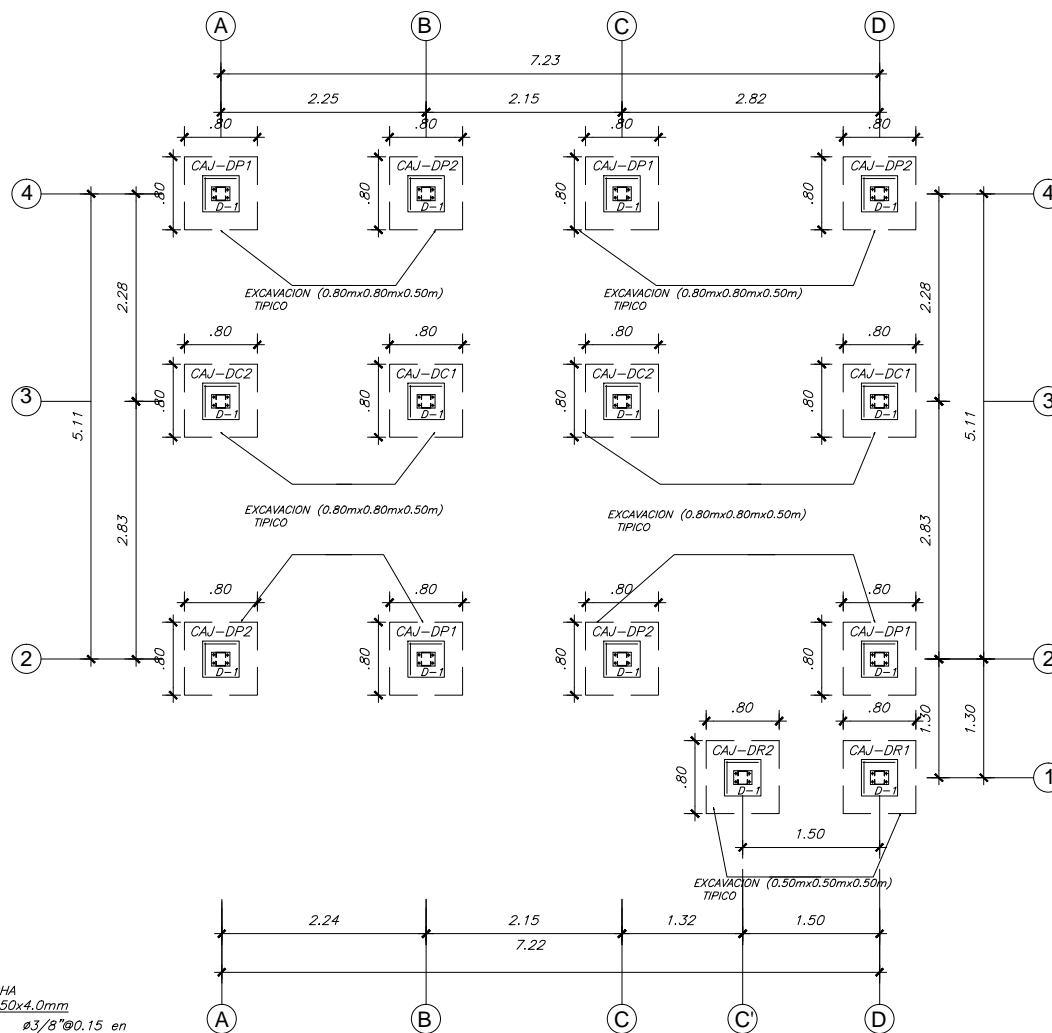 A B C D
7.23
2.25 2.15 2.82
.80 .80 .80 .80
CAJ-DP1 CAJ-DP2 CAJ-DP1 CAJ-DP2
4 .80 .80 .80 .80 4
D-1 D-1 D-1 D-1
EXCAVACION (0.80mx0.80mx0.50m) EXCAVACION (0.80mx0.80mx0.50m)
TIPICO TIPICO
2.28 2.28
.80 .80 .80 .80
CAJ-DC2 CAJ-DC1 CAJ-DC2 CAJ-DC1
3 .80 .80 .80 .80 3
D-1 D-1 D-1 D-1
5.11 5.11
EXCAVACION (0.80mx0.80mx0.50m) EXCAVACION (0.80mx0.80mx0.50m)
TIPICO TIPICO
2.83 2.83
.80 .80 .80 .80
CAJ-DP2 CAJ-DP1 CAJ-DP2 CAJ-DP1
2 .80 .80 .80 .80 2
D-1 D-1 D-1 D-1
.80 .80 1.30 1.30
CAJ-DR2 CAJ-DR1
.80 1
D-1 D-1
1.50
EXCAVACION (0.50mx0.50mx0.50m)
TIPICO
2.24 2.15 1.32 1.50
7.22
HA
50x4.0mm
ø3/8"@0.15 en
A B C C' D